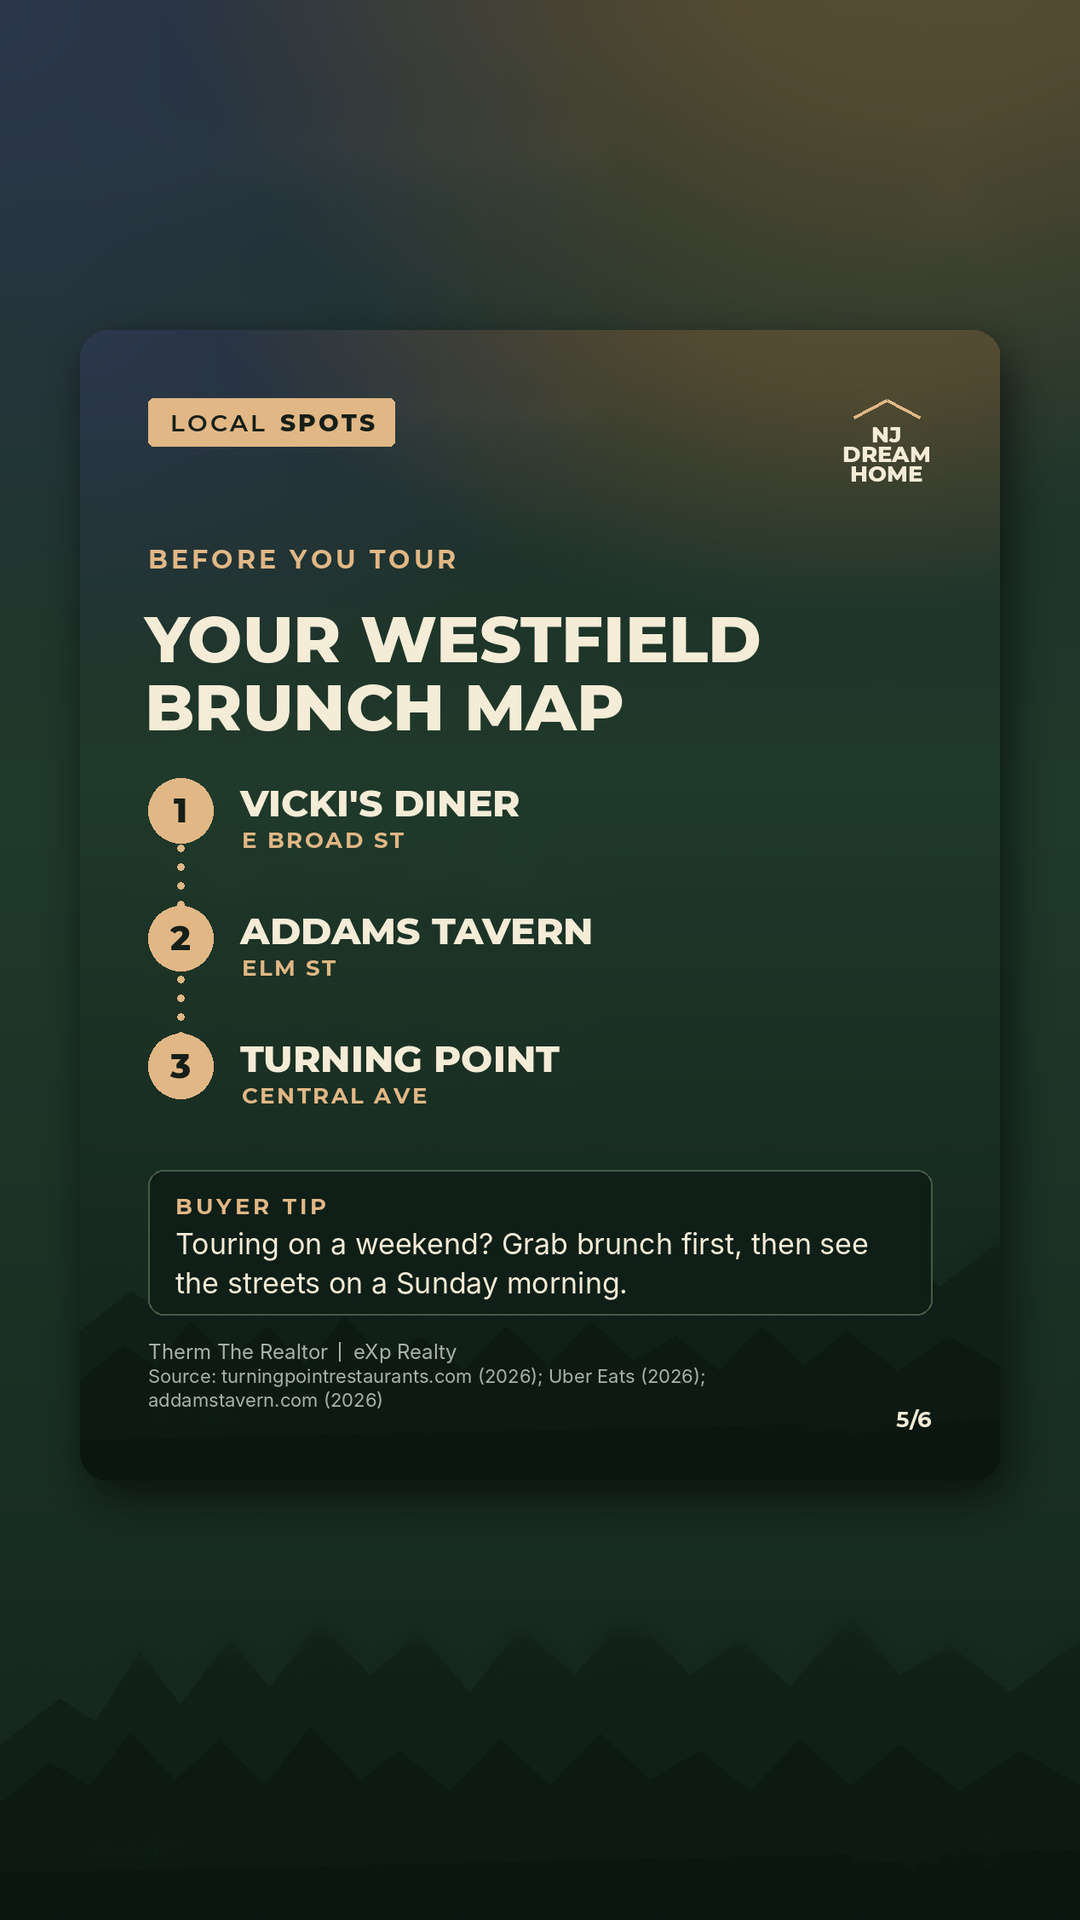 LOCAL SPOTS
NJ
DREAM
HOME
BEFORE YOU TOUR
YOUR WESTFIELD
BRUNCH MAP
1
VICKI'S DINER
E BROAD ST
2
ADDAMS TAVERN
ELM ST
3
TURNING POINT
CENTRAL AVE
BUYER TIP
Touring on a weekend? Grab brunch first, then see
the streets on a Sunday morning.
Therm The Realtor | eXp Realty
Source: turningpointrestaurants.com (2026); Uber Eats (2026);
addamstavern.com (2026)
5/6